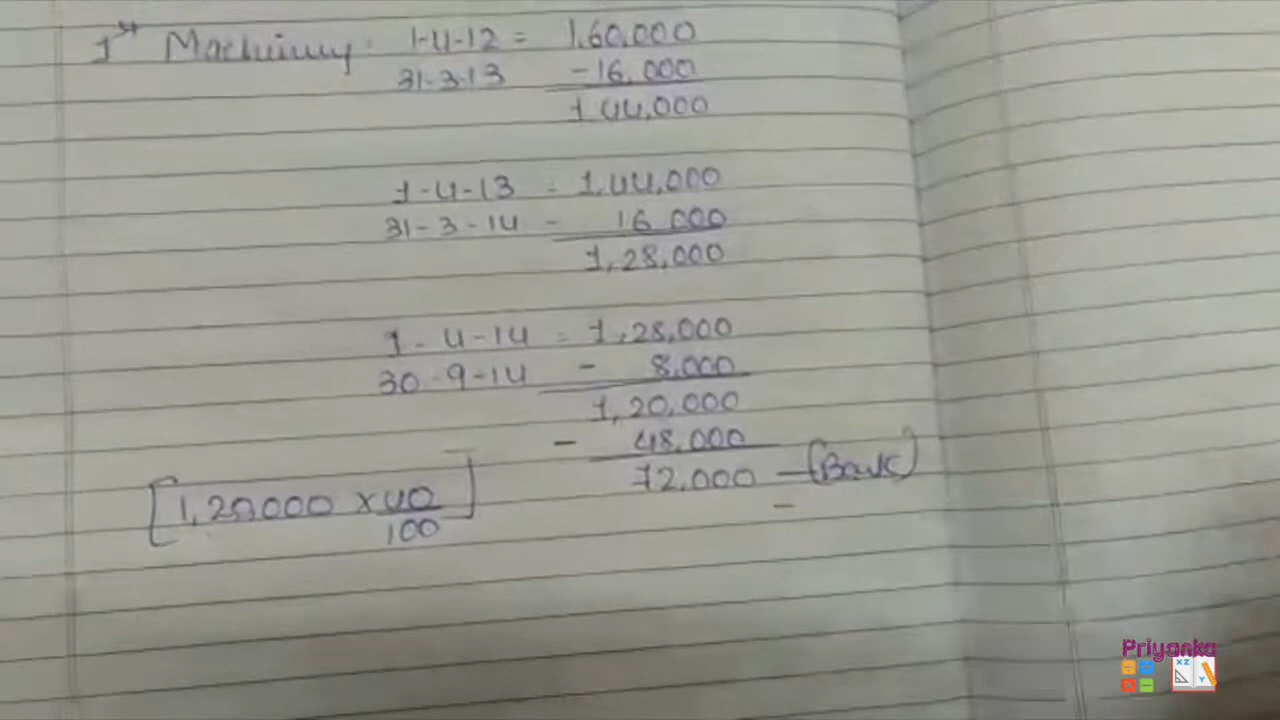 1st Machinery. 1-4-12 = 1,60,000
31-3-13 - 16,000
1,44,000
1-4-13 = 1,44,000
31-3-14 - 16,000
1,28,000
1-4-14 = 1,28,000
30-9-14 - 8,000
1,20,000
- 48,000
72,000 - (Bank)
[1,20,000 x 40
100]
Priyanka
XZ
Y